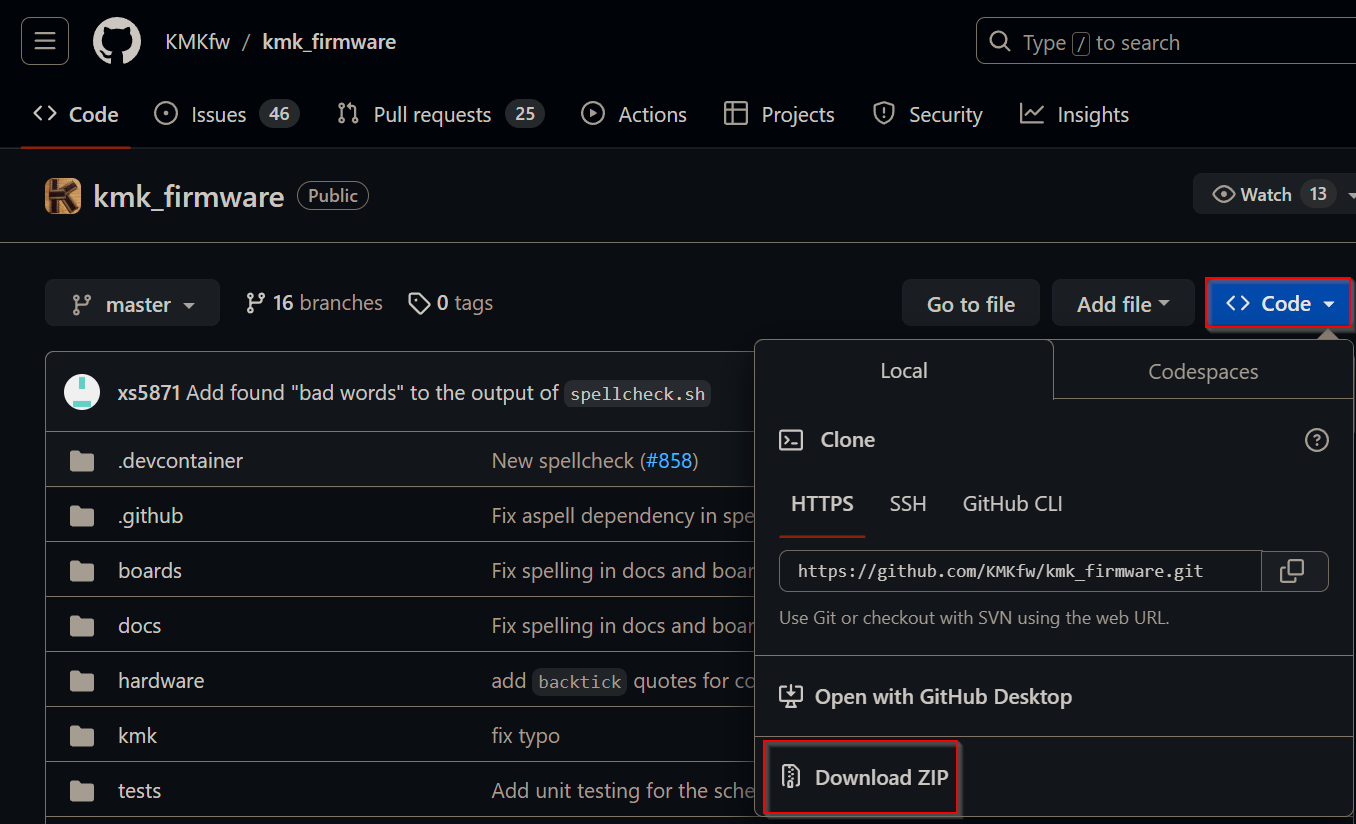 KMKfw / kmk_firmware
Type / to search
Code
Issues 46
Pull requests 25
Actions
Projects
Security
Insights
kmk_firmware Public
Watch 13
master
16 branches
0 tags
Go to file
Add file
<> Code
xs5871 Add found "bad words" to the output of spellcheck.sh
.devcontainer New spellcheck (#858)
.github Fix aspell dependency in spe
boards Fix spelling in docs and boar
docs Fix spelling in docs and boar
hardware add backtick quotes for co
kmk fix typo
tests Add unit testing for the sche
Local
Codespaces
Clone
HTTPS SSH GitHub CLI
https://github.com/KMKfw/kmk_firmware.git
Use Git or checkout with SVN using the web URL.
Open with GitHub Desktop
Download ZIP